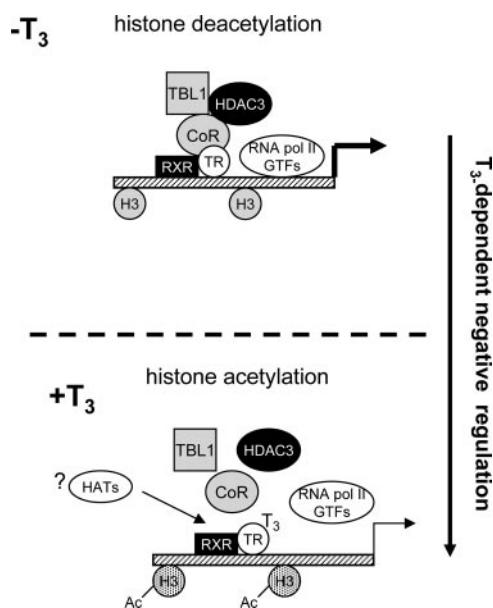 -T3
histone deacetylation
TBL1
HDAC3
CoR
RXR
TR
RNA pol II
GTFs
H3
H3
T3-dependent negative regulation
histone acetylation
+T3
TBL1
HDAC3
CoR
?
HATs
RNA pol II
GTFs
T3
RXR
TR
H3
H3
Ac
Ac